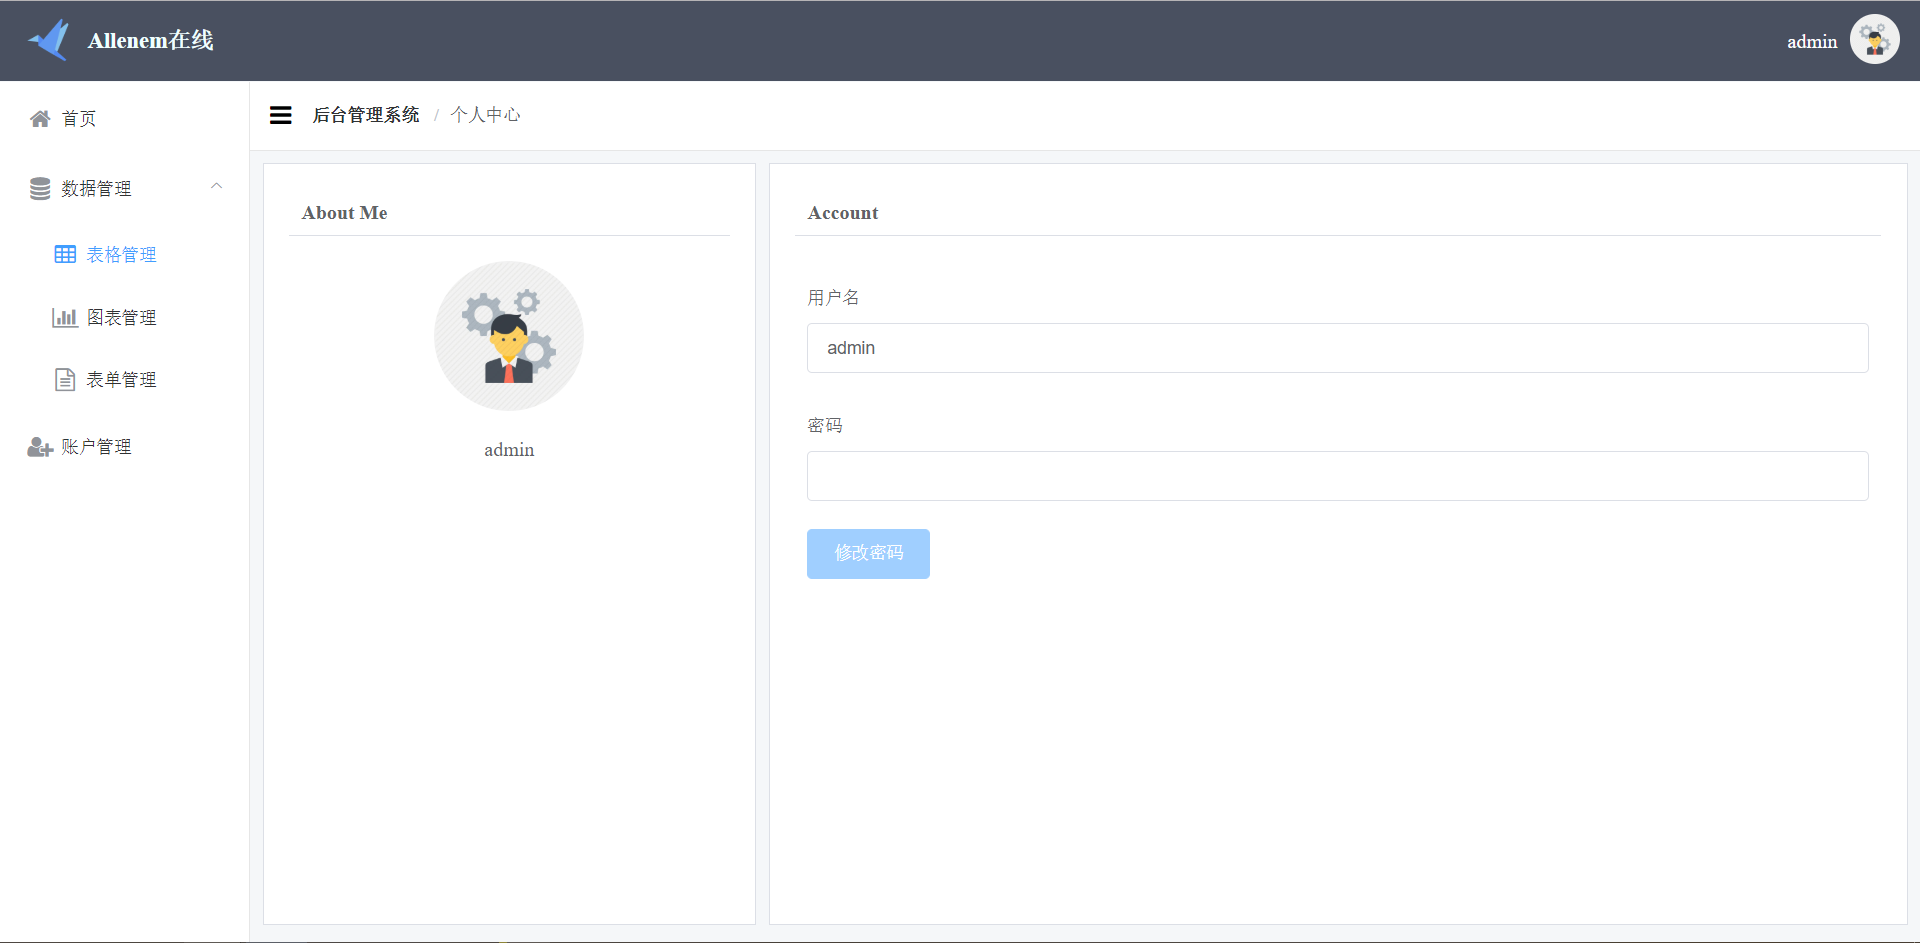 Allenem在线
admin
首页
数据管理
表格管理
图表管理
表单管理
账户管理
后台管理系统 / 个人中心
About Me
admin
Account
用户名
admin
密码
修改密码